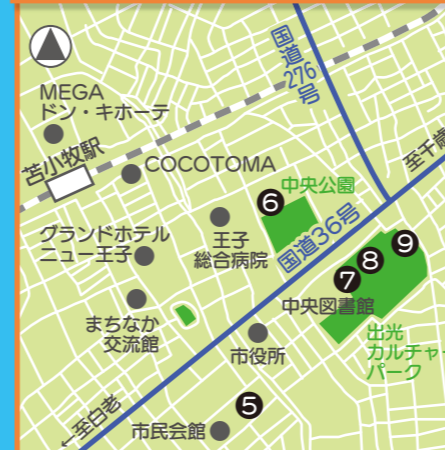 国道
276
号
MEGA
ドン・キホーテ
苫小牧駅
COCOTOMA
至千歳
6
中央公園
グランドホテル
ニュー王子
王子
総合病院
国道36号
9
8
7
中央図書館
まちなか
交流館
市役所
出光
カルチャー
パーク
←至白老
5
市民会館